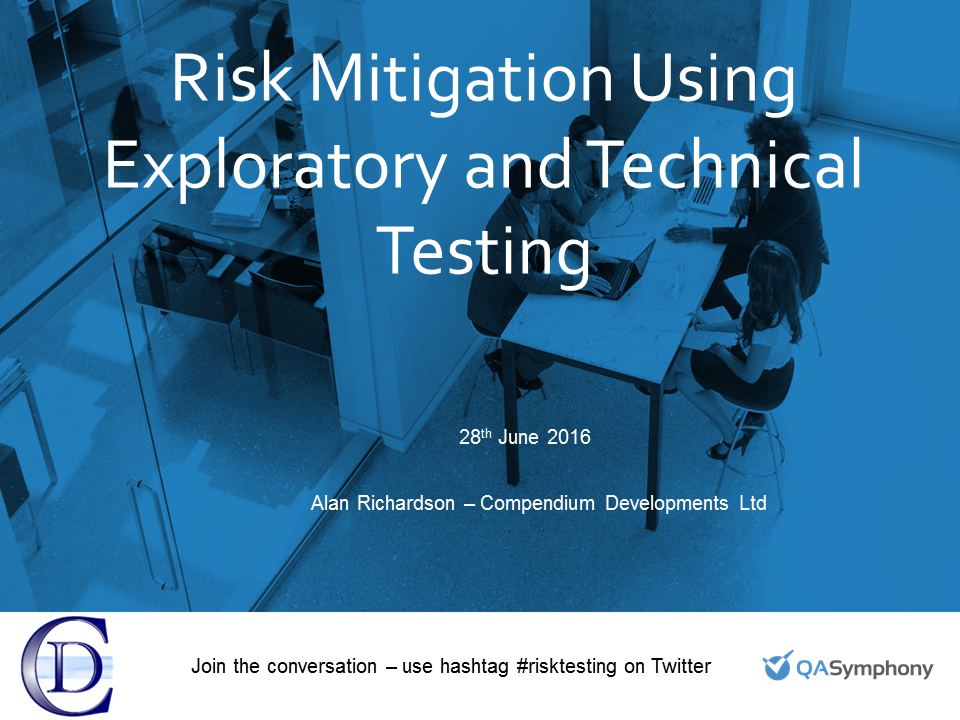 Risk Mitigation Using
Exploratory and Technical
Testing
28th June 2016
Alan Richardson – Compendium Developments Ltd
CD
Join the conversation – use hashtag #risktesting on Twitter
QASymphony